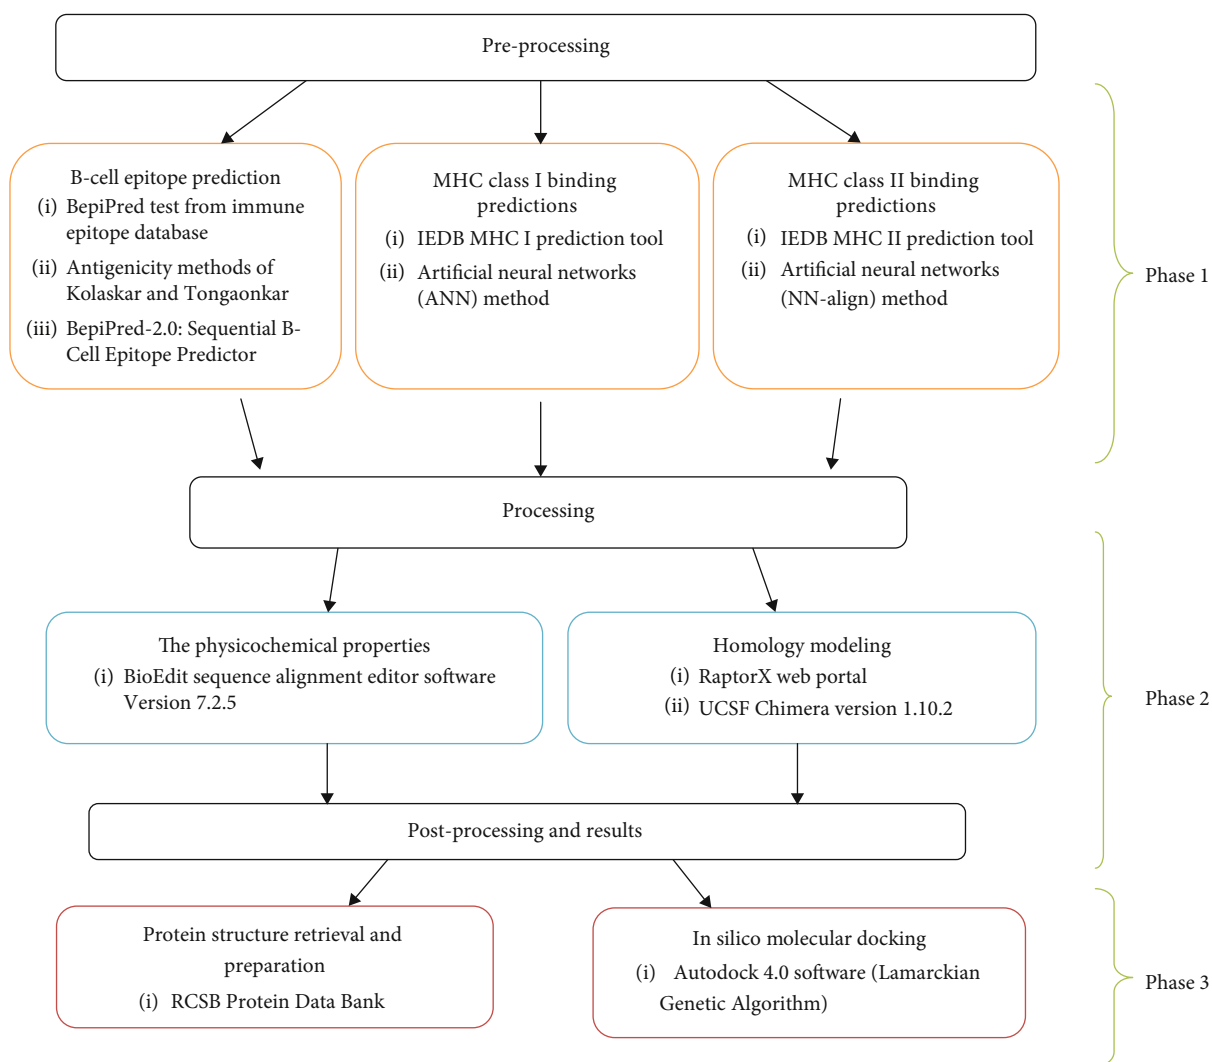 Pre-processing
B-cell epitope prediction
(i) BepiPred test from immune
epitope database
(ii) Antigenicity methods of
Kolaskar and Tongaonkar
(iii) BepiPred-2.0: Sequential B-
Cell Epitope Predictor
MHC class I binding
predictions
(i) IEDB MHC I prediction tool
(ii) Artificial neural networks
(ANN) method
MHC class II binding
predictions
(i) IEDB MHC II prediction tool
(ii) Artificial neural networks
(NN-align) method
Phase 1
Processing
The physicochemical properties
(i) BioEdit sequence alignment editor software
Version 7.2.5
Homology modeling
(i) RaptorX web portal
(ii) UCSF Chimera version 1.10.2
Phase 2
Post-processing and results
Protein structure retrieval and
preparation
(i) RCSB Protein Data Bank
In silico molecular docking
(i) Autodock 4.0 software (Lamarckian
Genetic Algorithm)
Phase 3